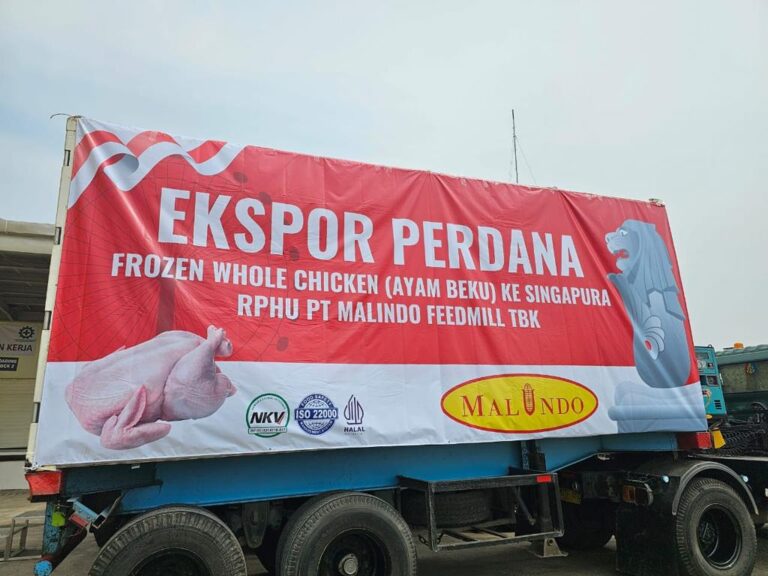 EKSPOR PERDANA
FROZEN WHOLE CHICKEN (AYAM BEKU) KE SINGAPURA
RPHU PT MALINDO FEEDMILL TBK
NKV
ISO 22000
HALAL
MALINDO
KERJA